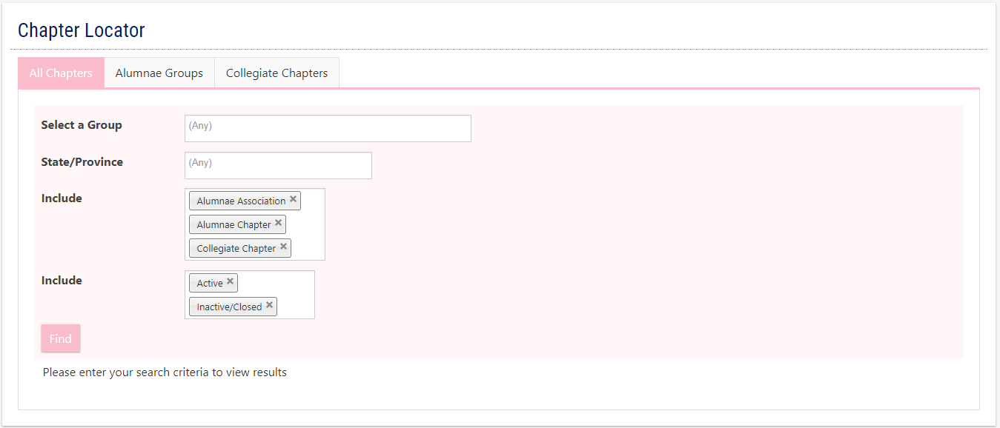 Chapter Locator
All Chapters Alumnae Groups Collegiate Chapters
Select a Group (Any)
State/Province (Any)
Include Alumnae Association ×
Alumnae Chapter ×
Collegiate Chapter ×
Include Active ×
Inactive/Closed ×
Find
Please enter your search criteria to view results